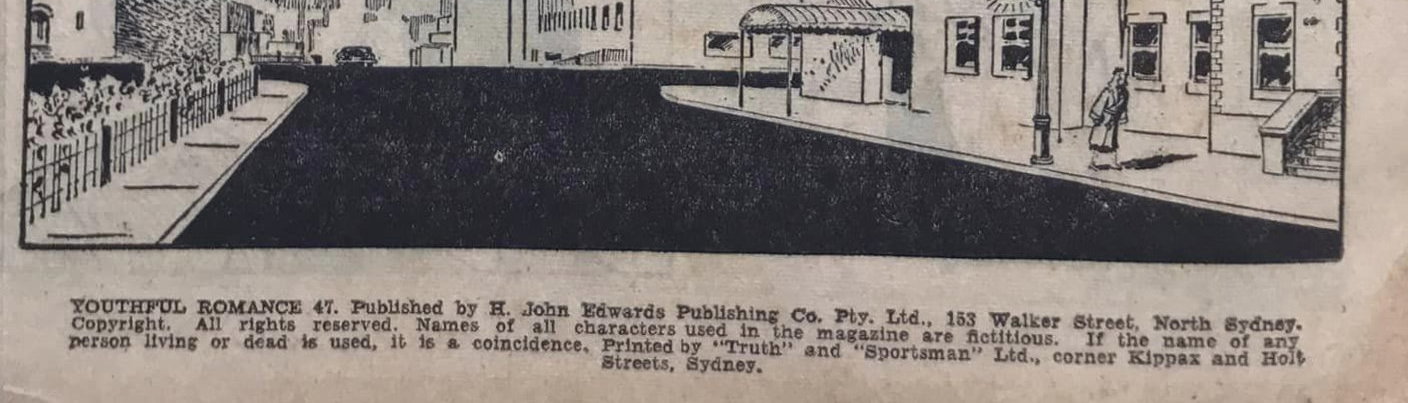 YOUTHFUL ROMANCE 47. Published by H. John Edwards Publishing Co. Pty. Ltd., 153 Walker Street, North Sydney.
Copyright. All rights reserved. Names of all characters used in the magazine are fictitious. If the name of any
person living or dead is used, it is a coincidence. Printed by "Truth" and "Sportsman" Ltd., corner Kippax and Holt
Streets, Sydney.